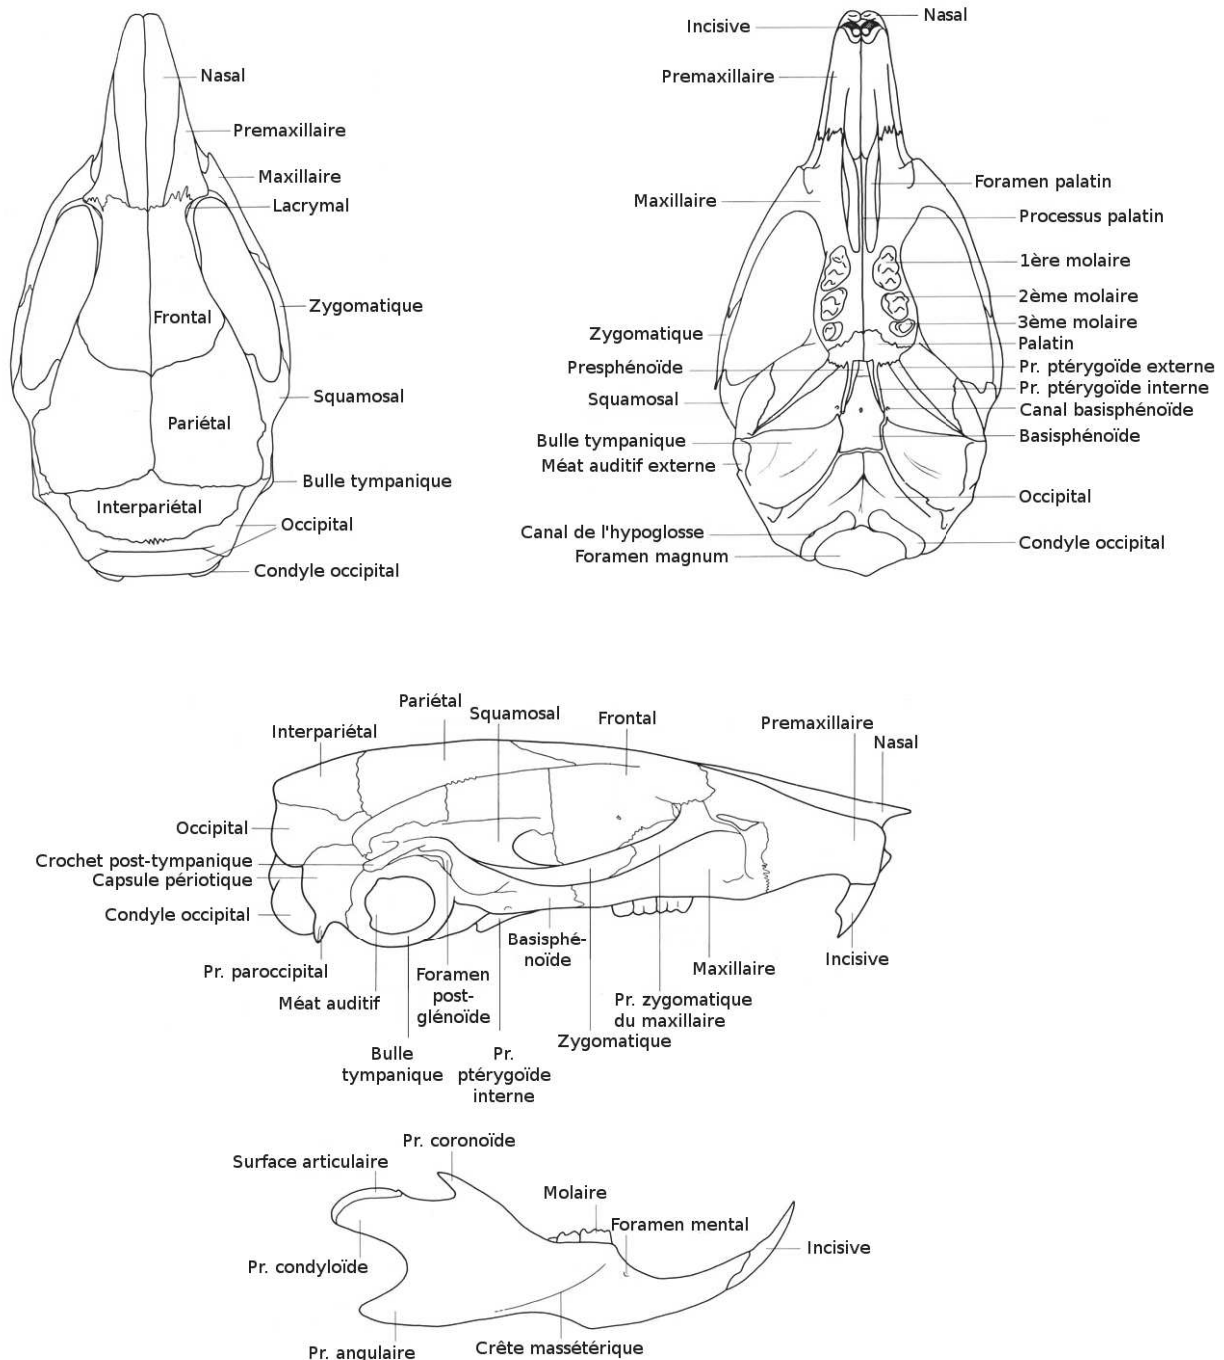 Nasal
Premaxillaire
Maxillaire
Lacrymal
Zygomatique
Frontal
Squamosal
Pariétal
Bulle tympanique
Interpariétal
Occipital
Condyle occipital
Nasal
Incisive
Premaxillaire
Foramen palatin
Maxillaire
Processus palatin
1ère molaire
2ème molaire
3ème molaire
Zygomatique
Palatin
Presphénoïde
Pr. ptérygoïde externe
Pr. ptérygoïde interne
Squamosal
Canal basisphénoïde
Basisphénoïde
Bulle tympanique
Méat auditif externe
Occipital
Canal de l'hypoglosse
Condyle occipital
Foramen magnum
Pariétal
Squamosal
Frontal
Premaxillaire
Interpariétal
Nasal
Occipital
Crochet post-tympanique
Capsule périotique
Condyle occipital
Pr. paroccipital
Méat auditif
Foramen
post-
glénoïde
Basisphé-
noïde
Maxillaire
Incisive
Pr. zygomatique
du maxillaire
Zygomatique
Bulle
tympanique
Pr.
ptérygoïde
interne
Pr. coronoïde
Surface articulaire
Molaire
Foramen mental
Incisive
Pr. condyloïde
Crête massétérique
Pr. angulaire